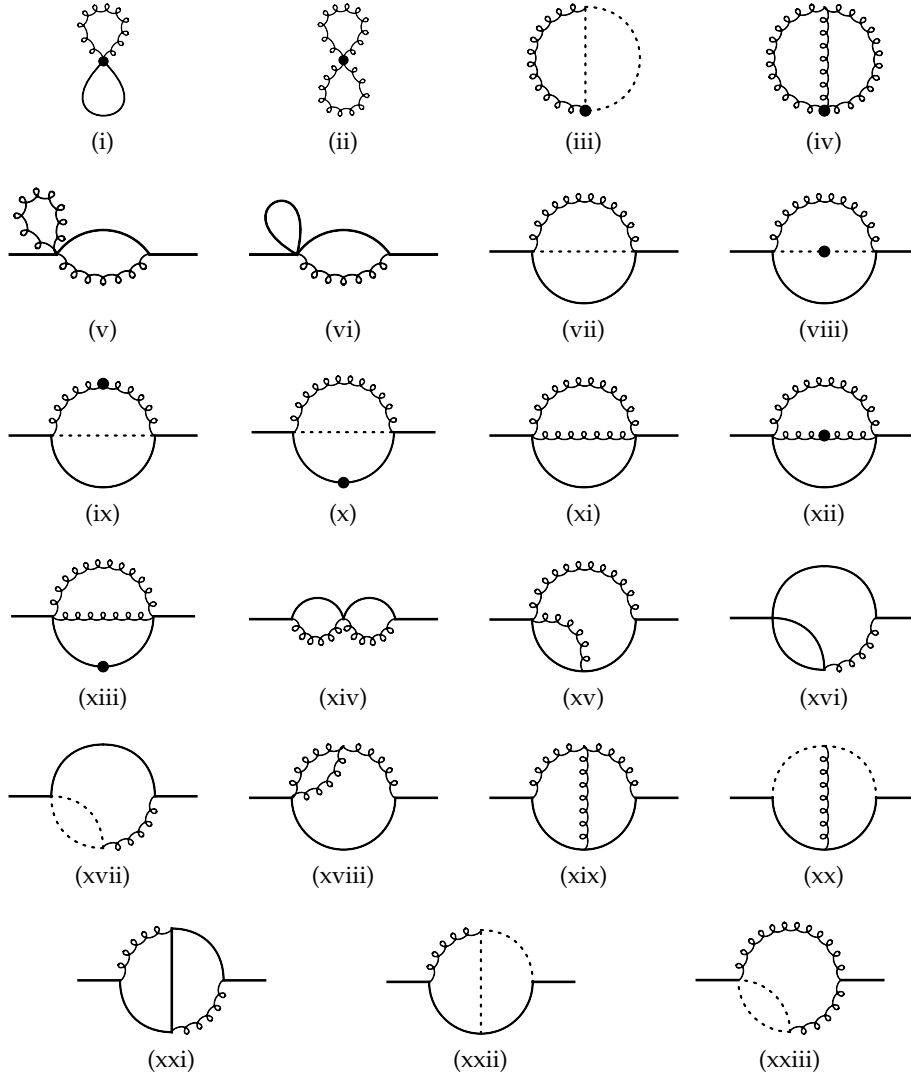 (i) (ii) (iii) (iv)
(v) (vi) (vii) (viii)
(ix) (x) (xi) (xii)
(xiii) (xiv) (xv) (xvi)
(xvii) (xviii) (xix) (xx)
(xxi) (xxii) (xxiii)